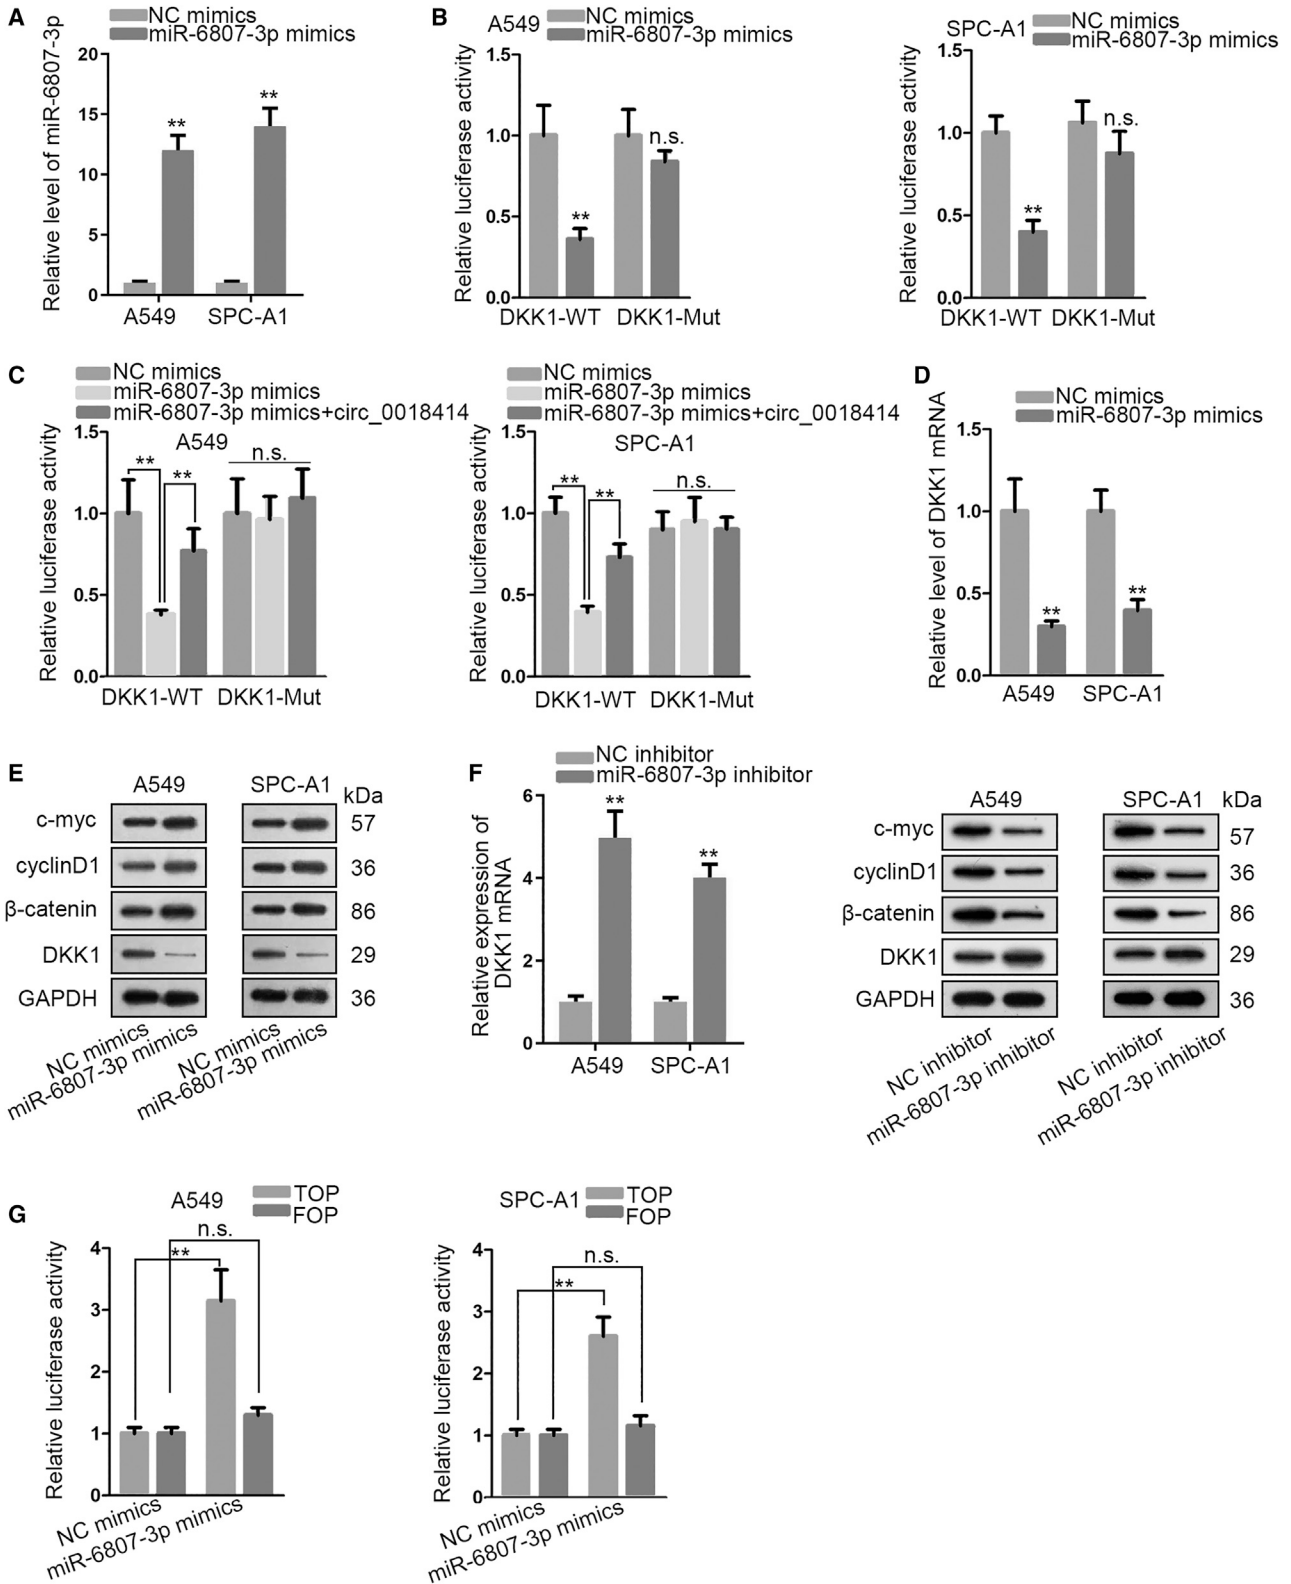 A
NC mimics
miR-6807-3p mimics
Relative level of miR-6807-3p
20
15
10
5
0
**
**
A549
SPC-A1
B
A549
NC mimics
miR-6807-3p mimics
Relative luciferase activity
1.5
1.0
0.5
0.0
**
n.s.
DKK1-WT
DKK1-Mut
SPC-A1
NC mimics
miR-6807-3p mimics
Relative luciferase activity
1.5
1.0
0.5
0.0
**
n.s.
DKK1-WT
DKK1-Mut
C
NC mimics
miR-6807-3p mimics
miR-6807-3p mimics+circ_0018414
A549
Relative luciferase activity
1.5
1.0
0.5
0.0
**
**
n.s.
DKK1-WT
DKK1-Mut
NC mimics
miR-6807-3p mimics
miR-6807-3p mimics+circ_0018414
SPC-A1
Relative luciferase activity
1.5
1.0
0.5
0.0
**
**
n.s.
DKK1-WT
DKK1-Mut
D
NC mimics
miR-6807-3p mimics
Relative level of DKK1 mRNA
1.5
1.0
0.5
0.0
**
**
A549
SPC-A1
E
A549
SPC-A1
kDa
c-myc
57
cyclinD1
36
β-catenin
86
DKK1
29
GAPDH
36
NC mimics
miR-6807-3p mimics
NC mimics
miR-6807-3p mimics
F
NC inhibitor
miR-6807-3p inhibitor
Relative expression of
DKK1 mRNA
6
4
2
0
**
**
A549
SPC-A1
A549
SPC-A1
kDa
c-myc
57
cyclinD1
36
β-catenin
86
DKK1
29
GAPDH
36
NC inhibitor
miR-6807-3p inhibitor
NC inhibitor
miR-6807-3p inhibitor
G
A549
TOP
FOP
Relative luciferase activity
4
3
2
1
0
**
n.s.
NC mimics
miR-6807-3p mimics
SPC-A1
TOP
FOP
Relative luciferase activity
4
3
2
1
0
**
n.s.
NC mimics
miR-6807-3p mimics